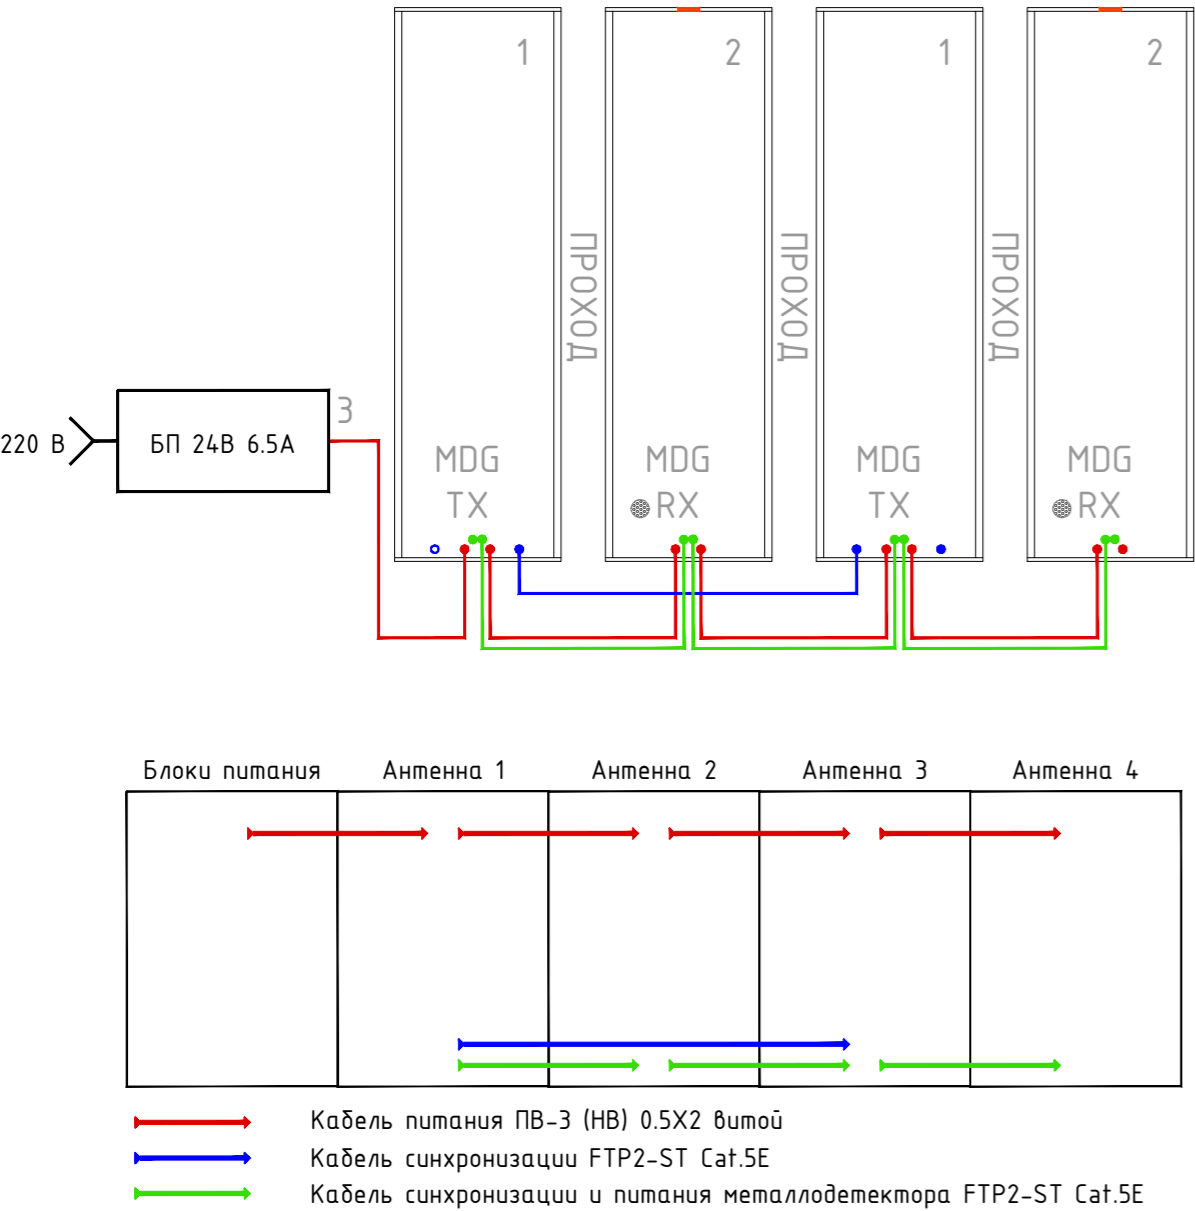 1
2
1
2
ПРОХОД
ПРОХОД
ПРОХОД
3
220 В
БП 24В 6.5А
MDG
TX
MDG
RX
MDG
TX
MDG
RX
Блоки питания
Антенна 1
Антенна 2
Антенна 3
Антенна 4
Кабель питания ПВ-3 (НВ) 0.5X2 витой
Кабель синхронизации FTP2-ST Cat.5E
Кабель синхронизации и питания металлодетектора FTP2-ST Cat.5E